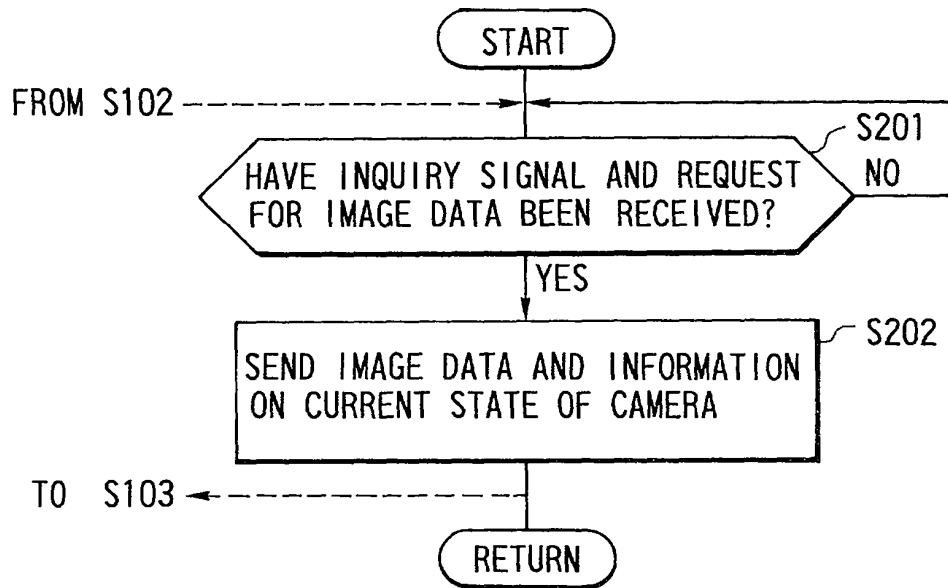 START
FROM S102
S201
HAVE INQUIRY SIGNAL AND REQUEST
NO
FOR IMAGE DATA BEEN RECEIVED?
YES
S202
SEND IMAGE DATA AND INFORMATION
ON CURRENT STATE OF CAMERA
TO S103
RETURN